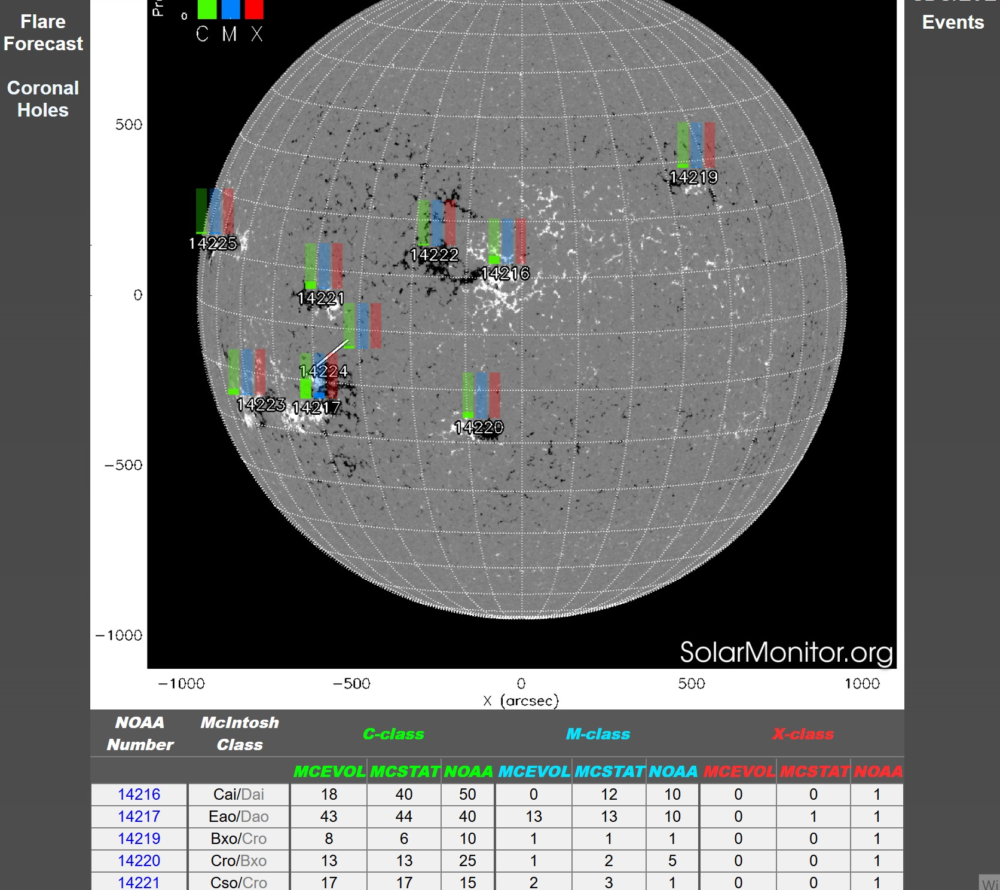 Flare
Forecast
Coronal
Holes
Events
0
C M X
500
0
−500
−1000
14219
14225
14222
14216
14221
14224
14223
14217
14220
SolarMonitor.org
−1000 −500 0 500 1000
X (arcsec)
NOAA Number McIntosh Class C-class M-class X-class
MCEVOL MCSTAT NOAA MCEVOL MCSTAT NOAA MCEVOL MCSTAT NOAA
14216 Cai/Dai 18 40 50 0 12 10 0 0 1
14217 Eao/Dao 43 44 40 13 13 10 0 1 1
14219 Bxo/Cro 8 6 10 1 1 1 0 0 1
14220 Cro/Bxo 13 13 25 1 2 5 0 0 1
14221 Cso/Cro 17 17 15 2 3 1 0 0 1